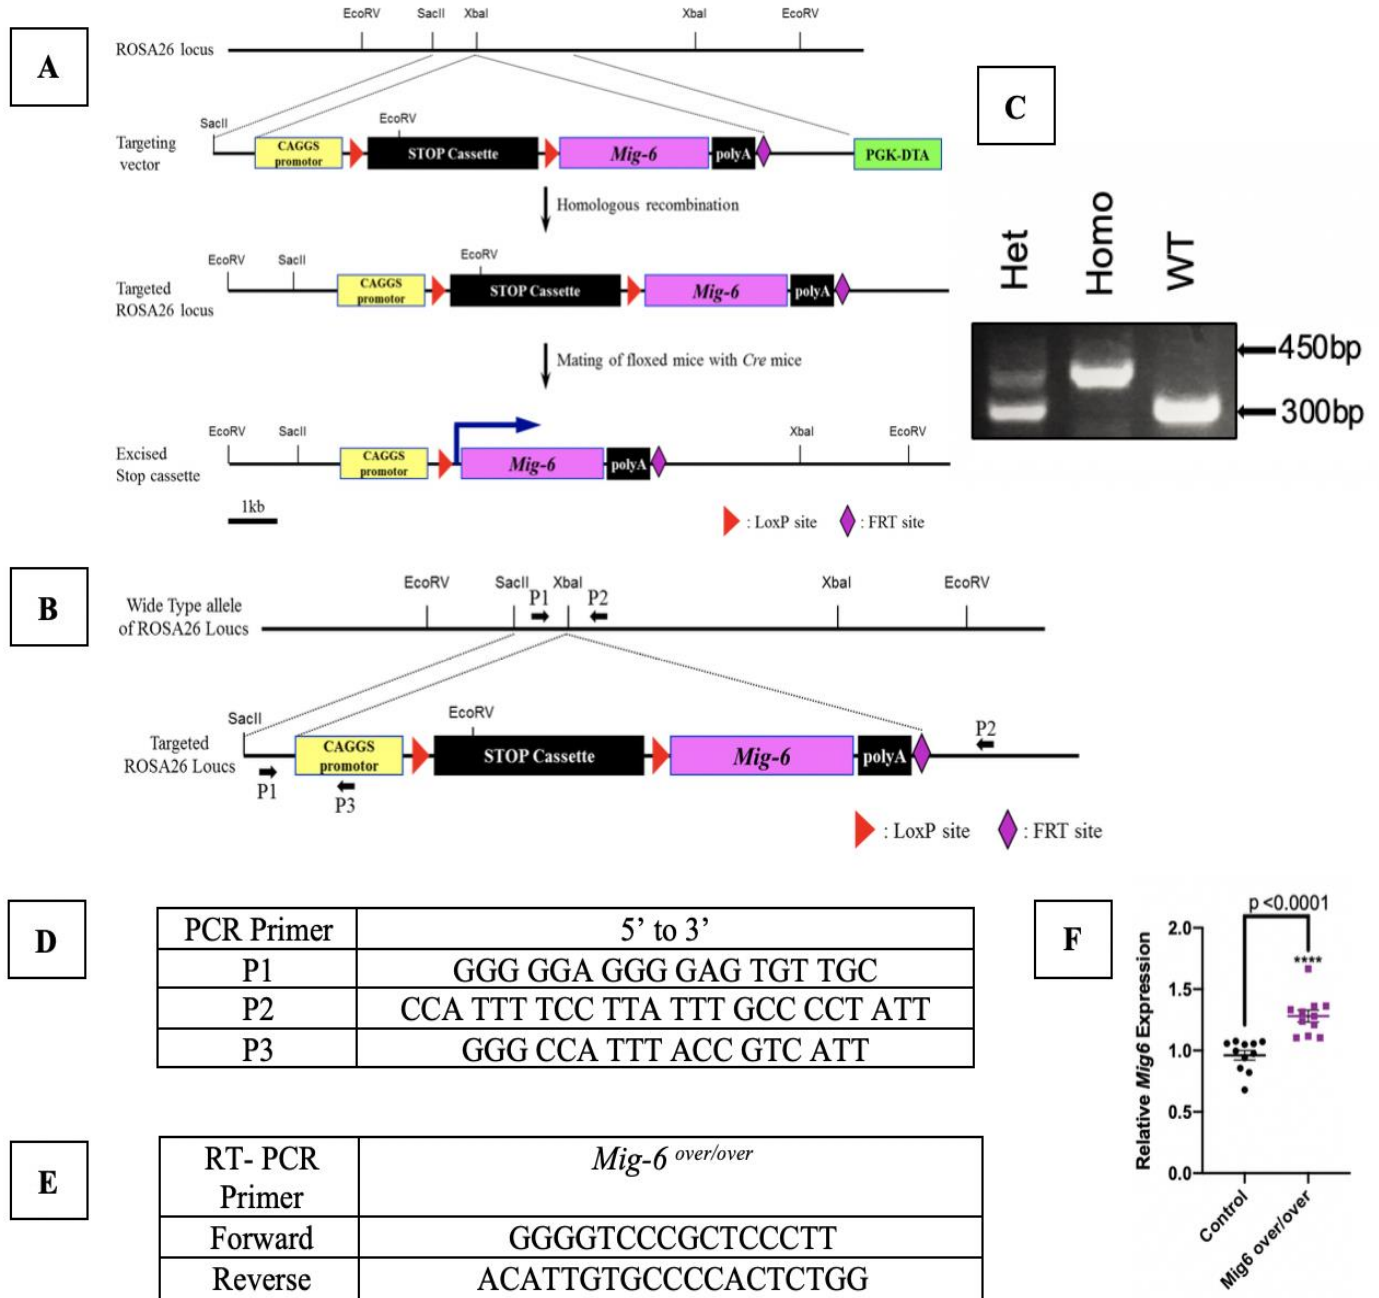 A
EcoRV SacII XbaI XbaI EcoRV
ROSA26 locus
SacII
EcoRV
Targeting
vector
CAGGS
promotor
STOP Cassette
Mig-6
polyA
PGK-DTA
Homologous recombination
EcoRV SacII
EcoRV
Targeted
ROSA26 locus
CAGGS
promotor
STOP Cassette
Mig-6
polyA
Mating of floxed mice with Cre mice
EcoRV SacII XbaI EcoRV
Excised
Stop cassette
CAGGS
promotor
Mig-6
polyA
1kb
: LoxP site : FRT site
B
EcoRV SacII XbaI XbaI EcoRV
P1 P2
Wide Type allele
of ROSA26 Loucs
SacII
EcoRV
Targeted
ROSA26 Loucs
CAGGS
promotor
STOP Cassette
Mig-6
polyA
P2
P1
P3
: LoxP site : FRT site
C
Het Homo WT
450bp
300bp
D
PCR Primer 5’ to 3’
P1 GGG GGA GGG GAG TGT TGC
P2 CCA TTT TCC TTA TTT GCC CCT ATT
P3 GGG CCA TTT ACC GTC ATT
E
RT- PCR
Primer
Mig-6 over/over
Forward GGGGTCCCGCTCCCTT
Reverse ACATTGTGCCCCACTCTGG
F
p <0.0001
****
Relative Mig6 Expression
2.0
1.5
1.0
0.5
0.0
Control
Mig6 over/over